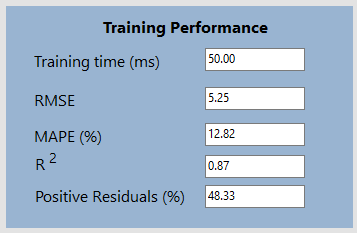 Training Performance
Training time (ms) 50.00
RMSE 5.25
MAPE (%) 12.82
R 2 0.87
Positive Residuals (%) 48.33